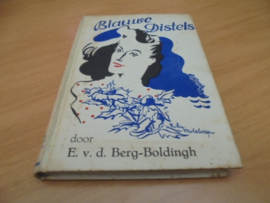 Blauwe
Distels
door
E. v. d. Berg-Boldingh